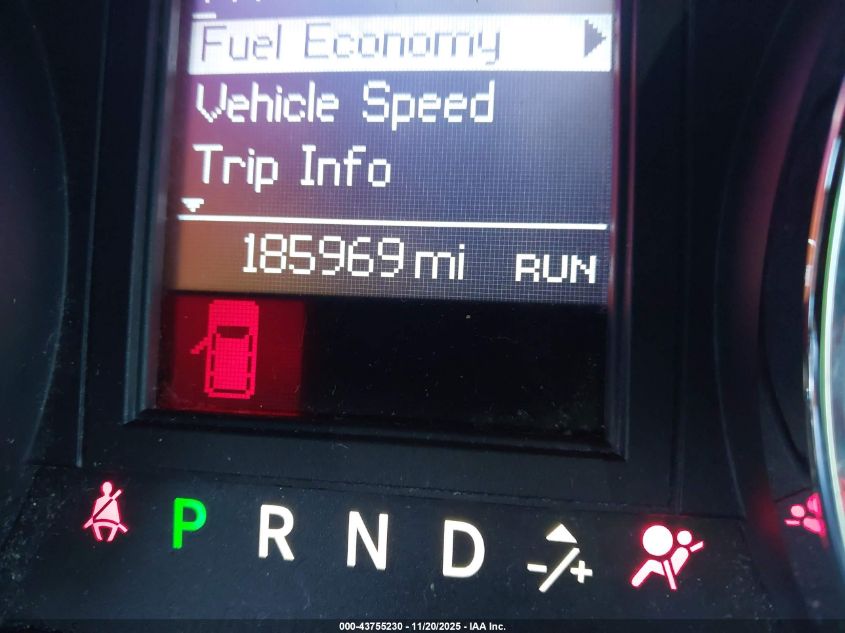 Fuel Economy
Vehicle Speed
Trip Info
185969 mi RUN
P R N D -/+
000-43755230 - 11/20/2025 - IAA Inc.